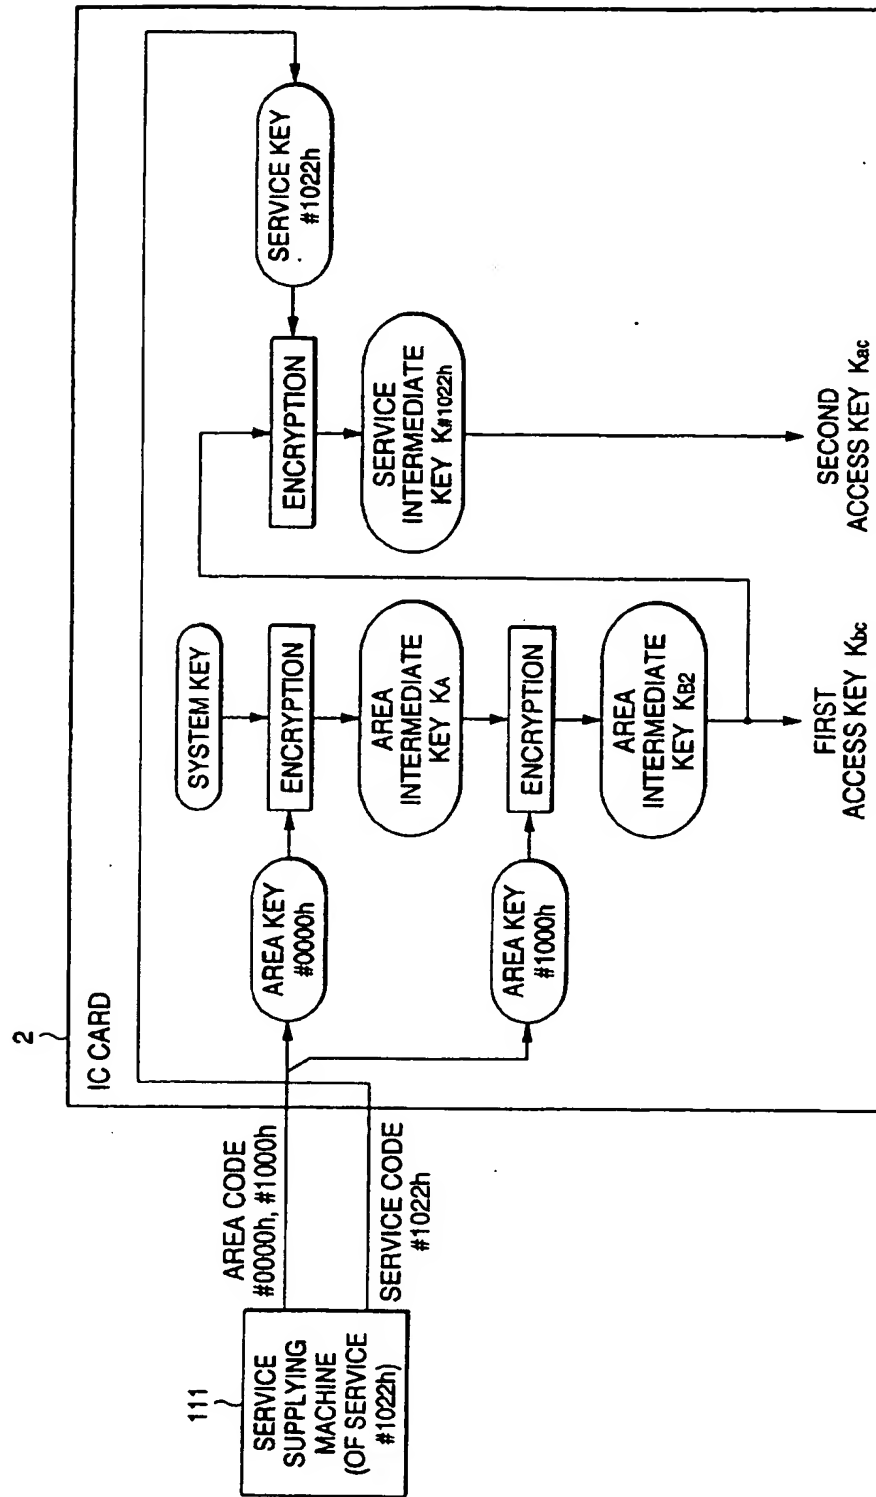 2
IC CARD
111
SERVICE
SUPPLYING
MACHINE
(OF SERVICE
#1022h)
AREA CODE
#0000h, #1000h
SERVICE CODE
#1022h
AREA KEY
#0000h
SYSTEM KEY
ENCRYPTION
AREA
INTERMEDIATE
KEY KA
AREA KEY
#1000h
ENCRYPTION
AREA
INTERMEDIATE
KEY KB2
FIRST
ACCESS KEY Kbc
SERVICE KEY
#1022h
ENCRYPTION
SERVICE
INTERMEDIATE
KEY K#1022h
SECOND
ACCESS KEY Kac